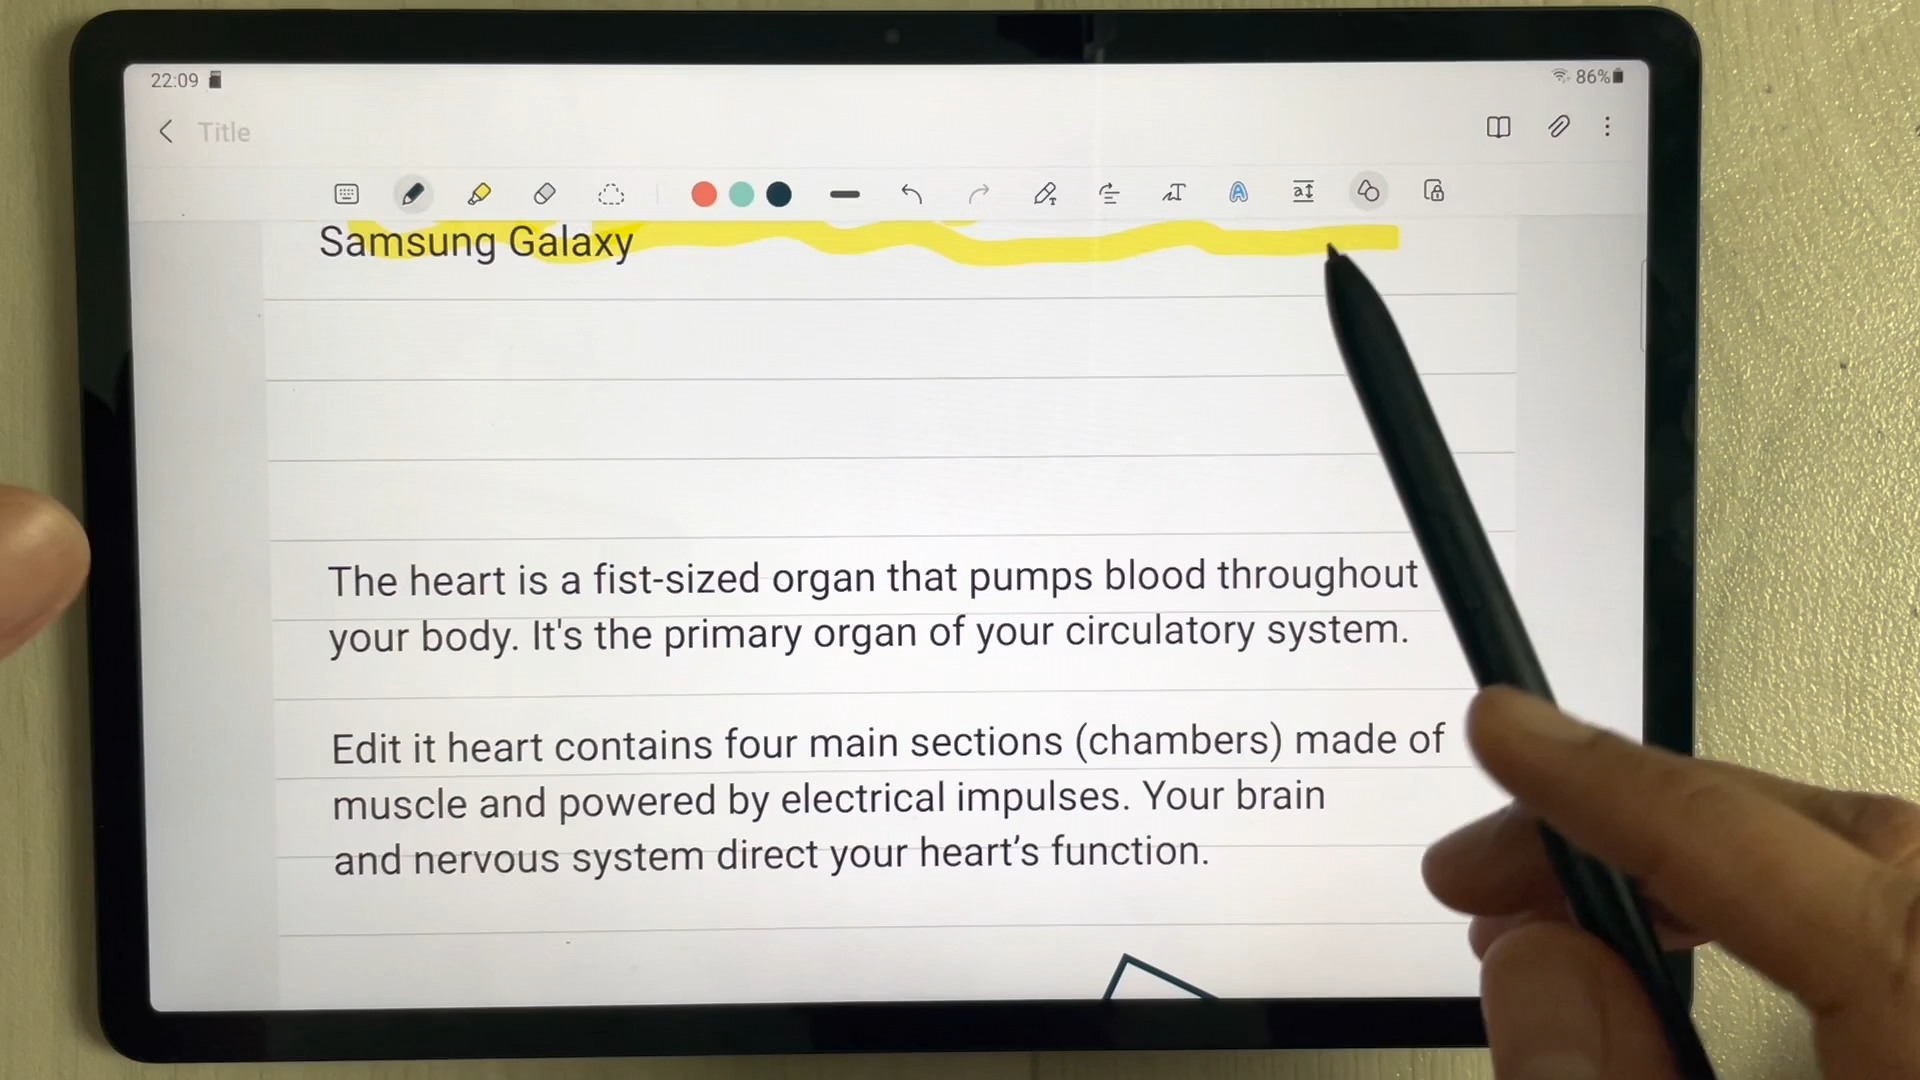 22:09
86%
Title
Samsung Galaxy
The heart is a fist-sized organ that pumps blood throughout
your body. It's the primary organ of your circulatory system.
Edit it heart contains four main sections (chambers) made of
muscle and powered by electrical impulses. Your brain
and nervous system direct your heart's function.